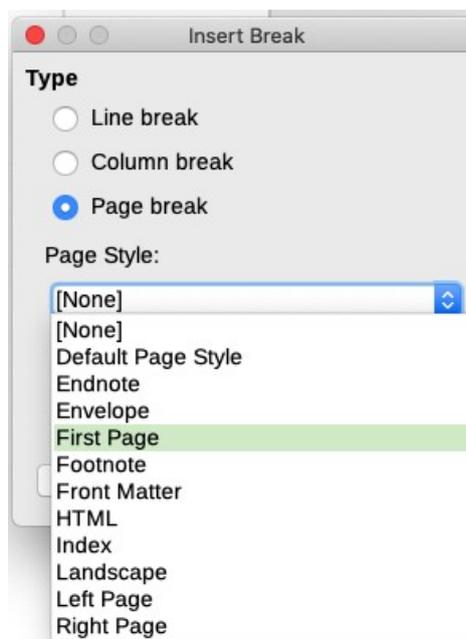 Insert Break
Type
Line break
Column break
Page break
Page Style:
[None]
[None]
Default Page Style
Endnote
Envelope
First Page
Footnote
Front Matter
HTML
Index
Landscape
Left Page
Right Page